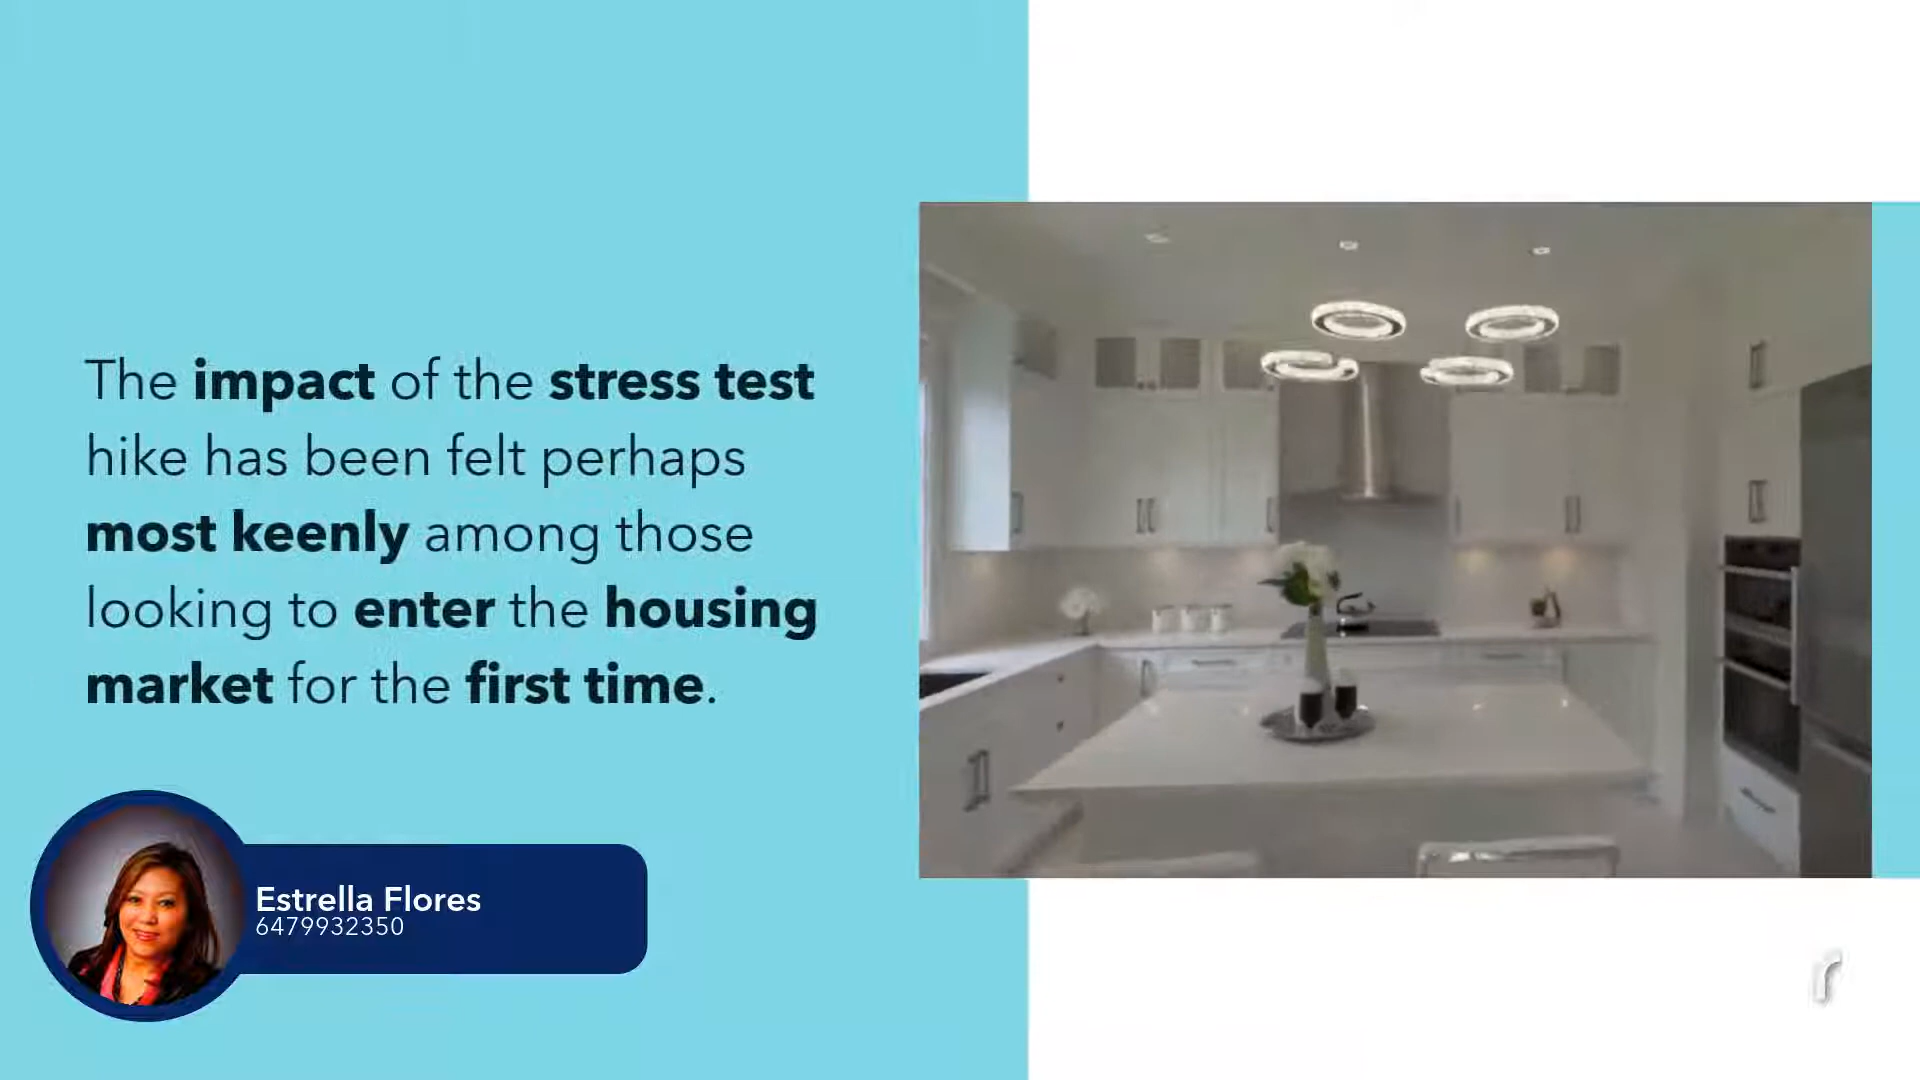 The impact of the stress test
hike has been felt perhaps
most keenly among those
looking to enter the housing
market for the first time.
Estrella Flores
6479932350
r